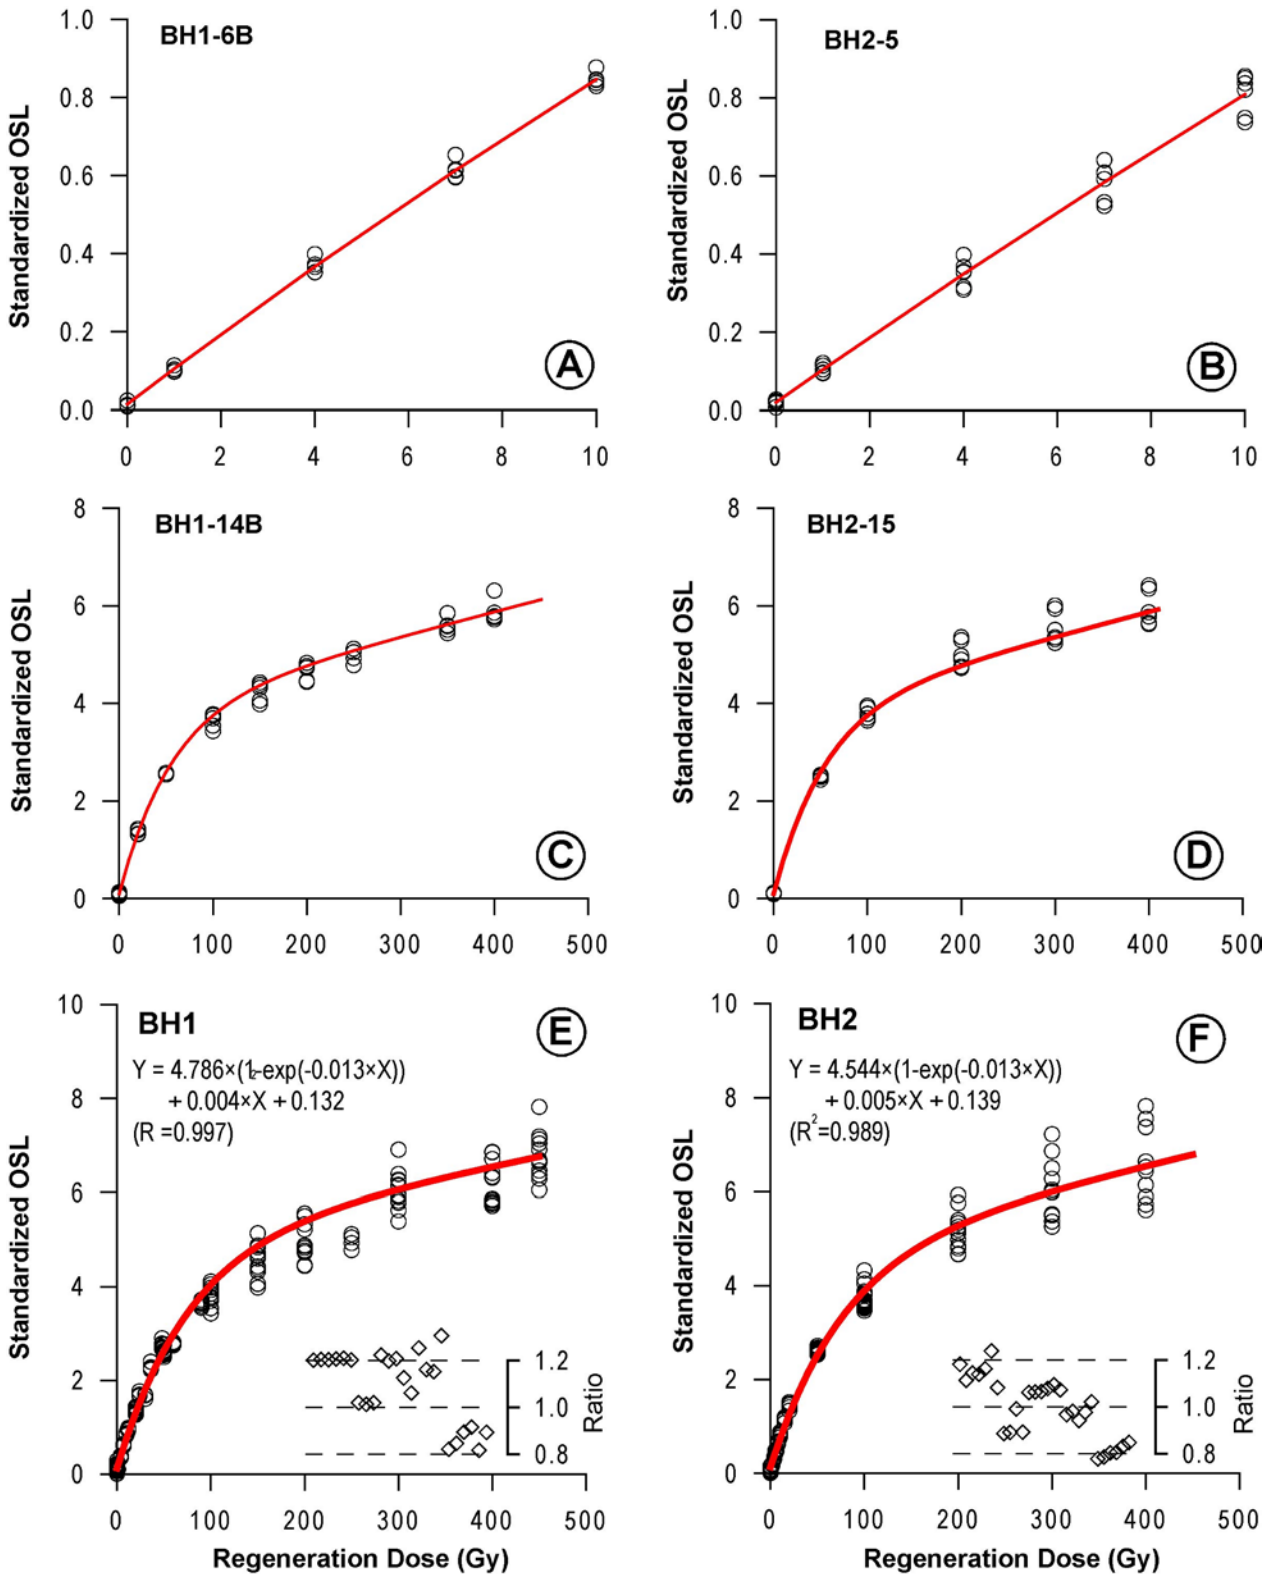 BH1-6B
Standardized OSL
1.0
0.8
0.6
0.4
0.2
0.0
0 2 4 6 8 10
A
BH2-5
Standardized OSL
1.0
0.8
0.6
0.4
0.2
0.0
0 2 4 6 8 10
B
BH1-14B
Standardized OSL
8
6
4
2
0
0 100 200 300 400 500
C
BH2-15
Standardized OSL
8
6
4
2
0
0 100 200 300 400 500
D
BH1
E
Y = 4.786×(1-exp(-0.013×X))
+ 0.004×X + 0.132
2
(R =0.997)
Standardized OSL
10
8
6
4
2
0
1.2
1.0
0.8
Ratio
0 100 200 300 400 500
Regeneration Dose (Gy)
BH2
F
Y = 4.544×(1-exp(-0.013×X))
+ 0.005×X + 0.139
(R²=0.989)
Standardized OSL
10
8
6
4
2
0
1.2
1.0
0.8
Ratio
0 100 200 300 400 500
Regeneration Dose (Gy)